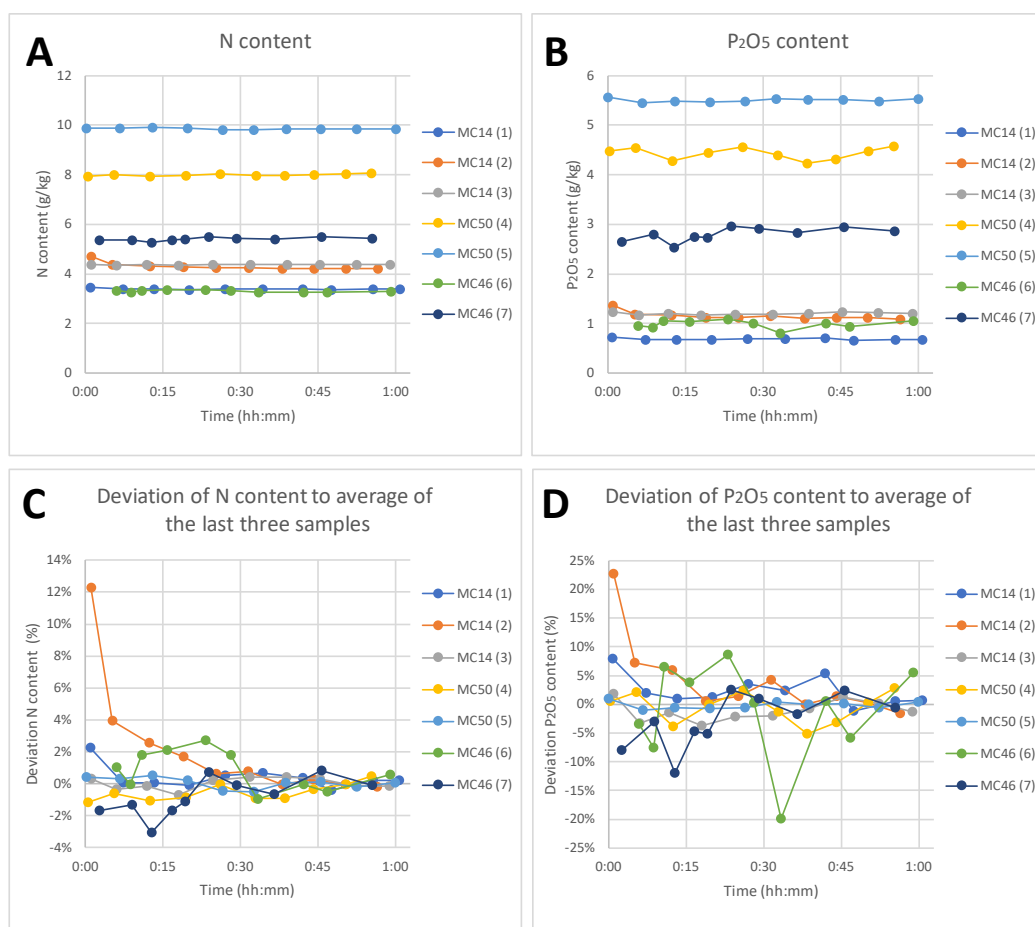 A
N content
12
10
8
6
4
2
0
N content (g/kg)
0:00 0:15 0:30 0:45 1:00
Time (hh:mm)
MC14 (1)
MC14 (2)
MC14 (3)
MC50 (4)
MC50 (5)
MC46 (6)
MC46 (7)
B
P₂O₅ content
6
5
4
3
2
1
0
P₂O₅ content (g/kg)
0:00 0:15 0:30 0:45 1:00
Time (hh:mm)
MC14 (1)
MC14 (2)
MC14 (3)
MC50 (4)
MC50 (5)
MC46 (6)
MC46 (7)
C
Deviation of N content to average of
the last three samples
14%
12%
10%
8%
6%
4%
2%
0%
-2%
-4%
Deviation N content (%)
0:00 0:15 0:30 0:45 1:00
Time (hh:mm)
MC14 (1)
MC14 (2)
MC14 (3)
MC50 (4)
MC50 (5)
MC46 (6)
MC46 (7)
D
Deviation of P₂O₅ content to average of
the last three samples
25%
20%
15%
10%
5%
0%
-5%
-10%
-15%
-20%
-25%
Deviation P₂O₅ content (%)
0:00 0:15 0:30 0:45 1:00
Time (hh:mm)
MC14 (1)
MC14 (2)
MC14 (3)
MC50 (4)
MC50 (5)
MC46 (6)
MC46 (7)